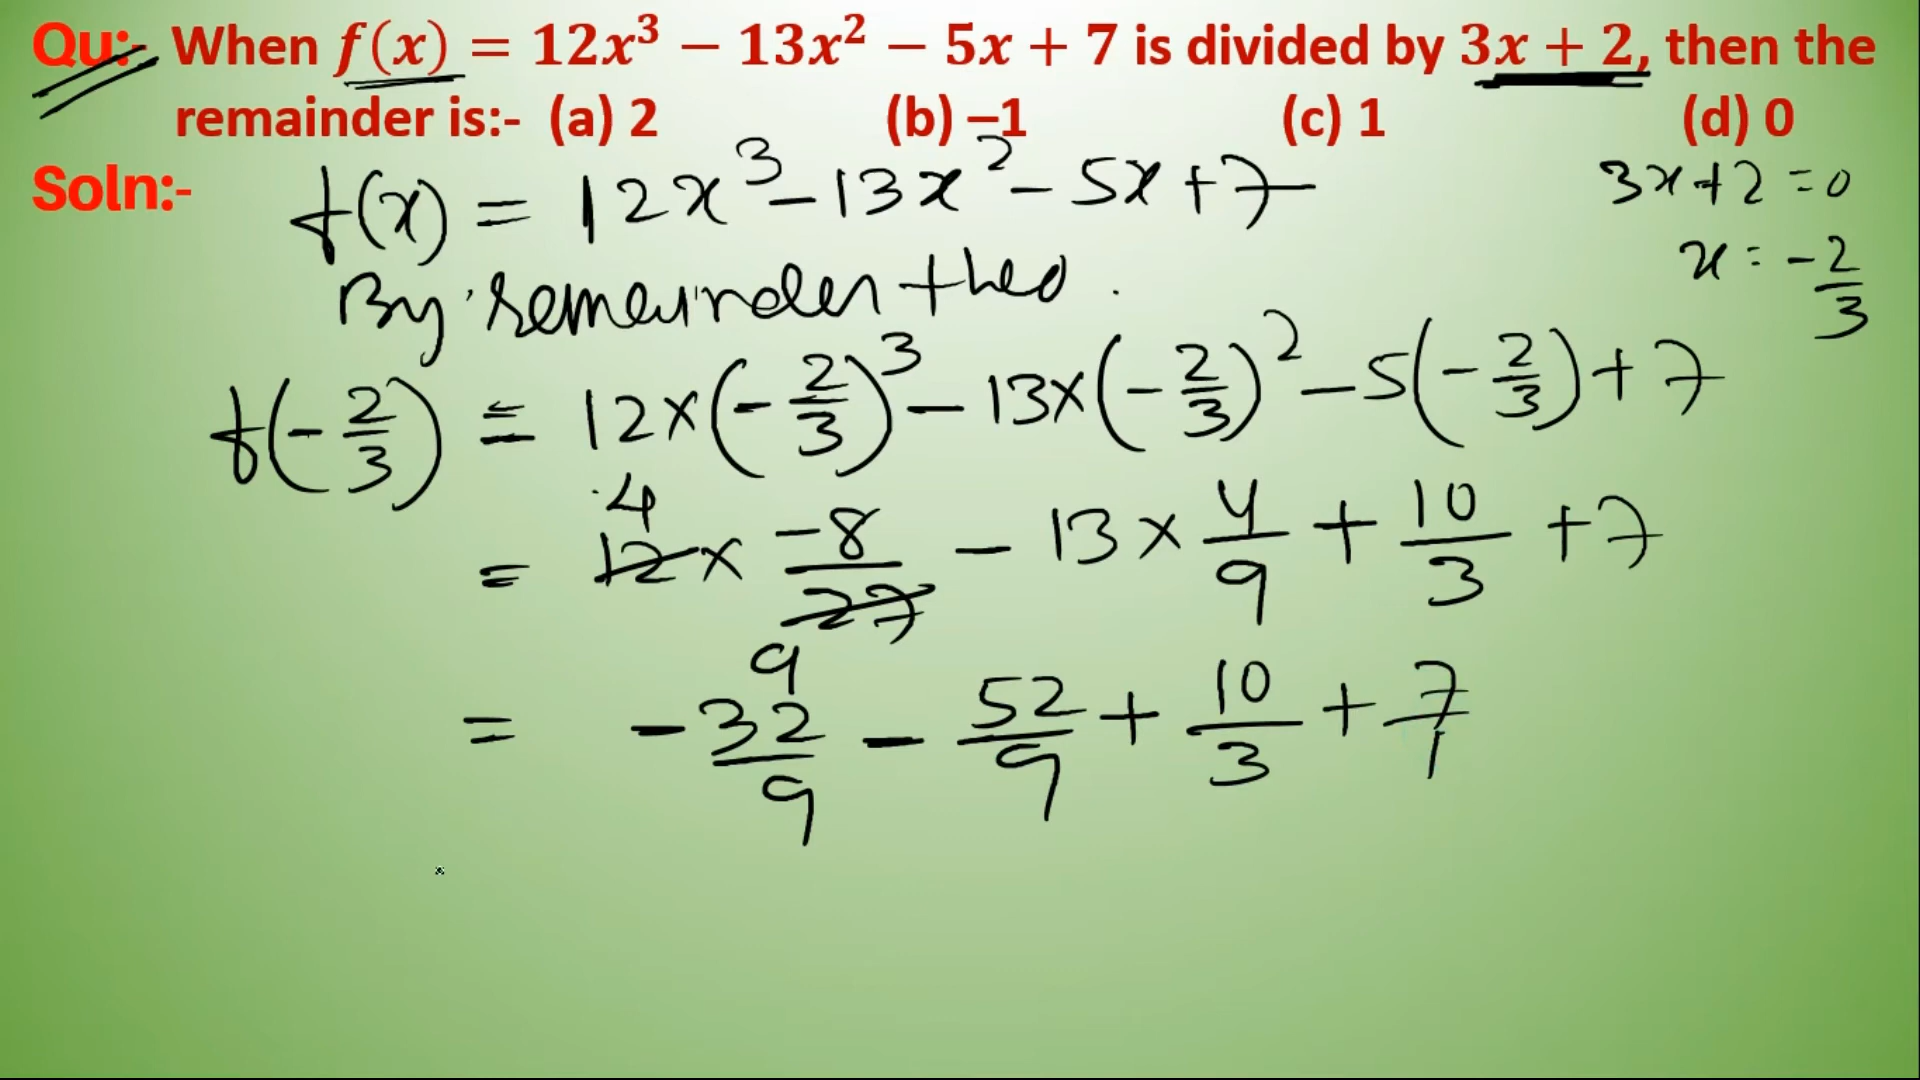 Qu:- When f(x) = 12x³ − 13x² − 5x + 7 is divided by 3x + 2, then the
remainder is:- (a) 2 (b) –1 (c) 1 (d) 0
Soln:- f(x) = 12x³ − 13x² − 5x + 7
3x + 2 = 0
x = −2/3
By remainder theo.
f(−2/3) = 12 × (−2/3)³ − 13 × (−2/3)² − 5(−2/3) + 7
4
= 12 × −8/27 − 13 × 4/9 + 10/3 + 7
9
= −32/9 − 52/9 + 10/3 + 7/1